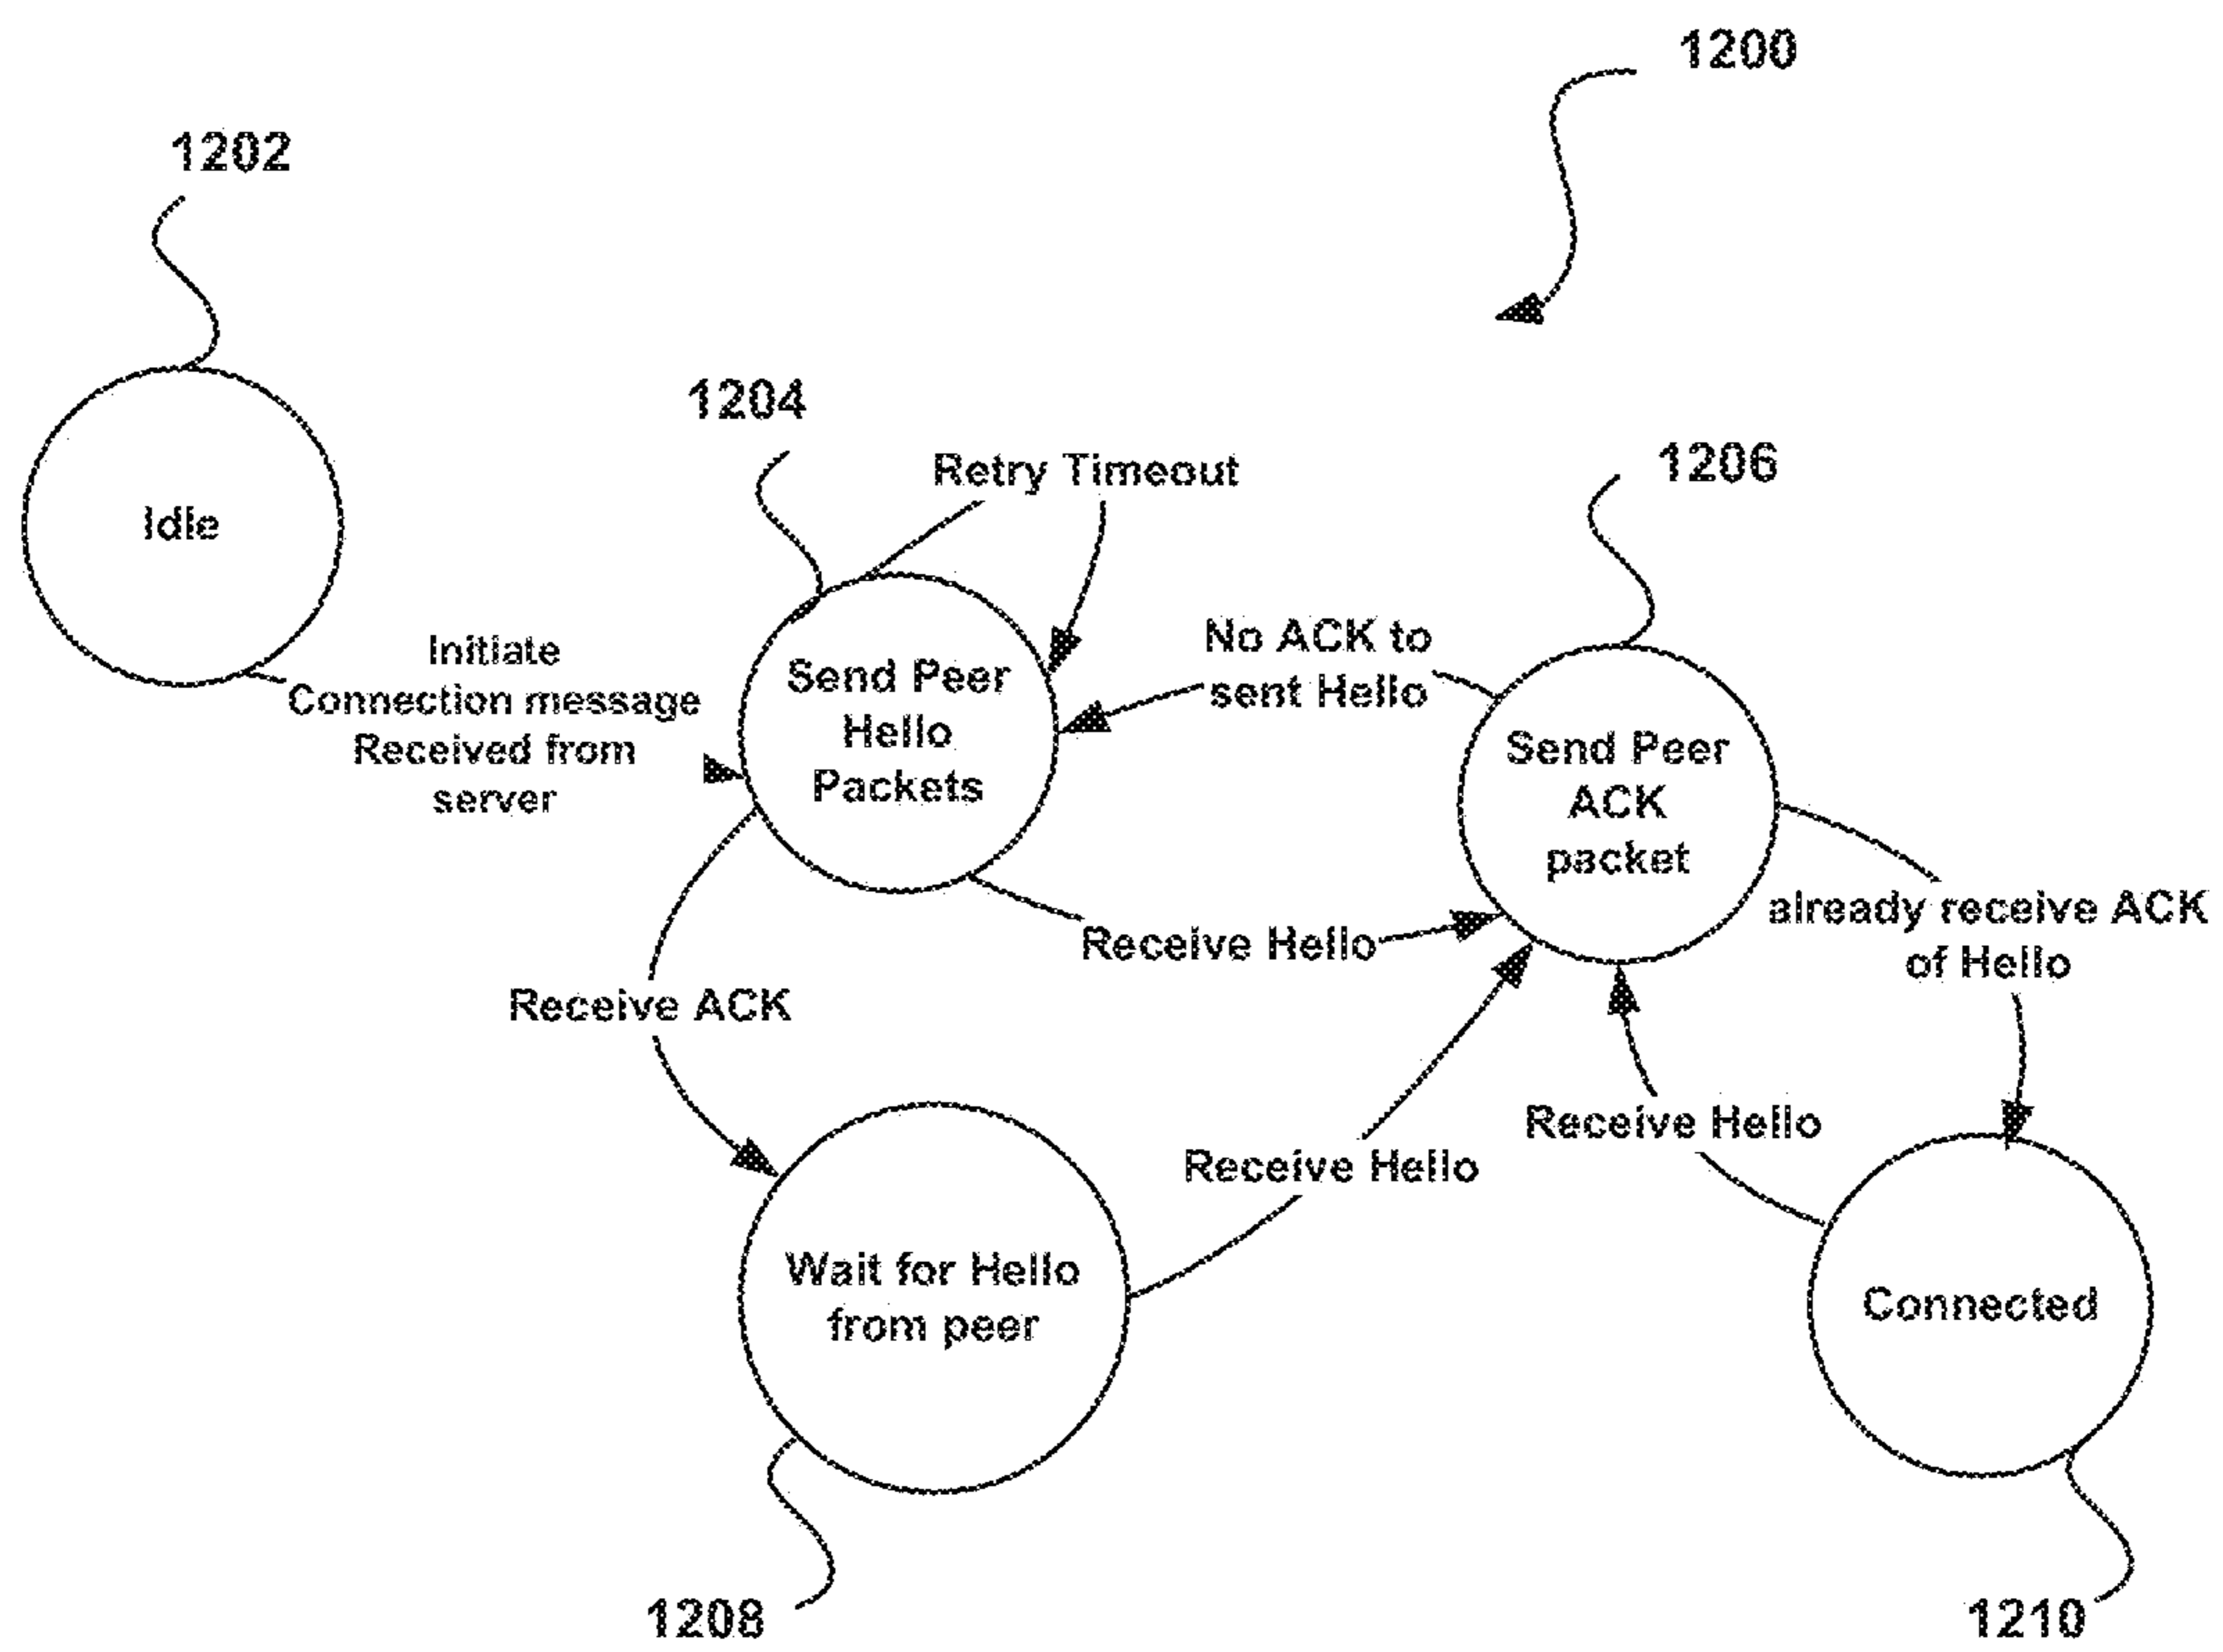 1200
1202
1204
Retry Timeout
1206
Idle
Initiate
Connection message
Received from
server
Send Peer
Hello
Packets
No ACK to
sent Hello
Send Peer
ACK
packet
already receive ACK
of Hello
Receive Hello
Receive ACK
Receive Hello
Receive Hello
Wait for Hello
from peer
Connected
1208
1210